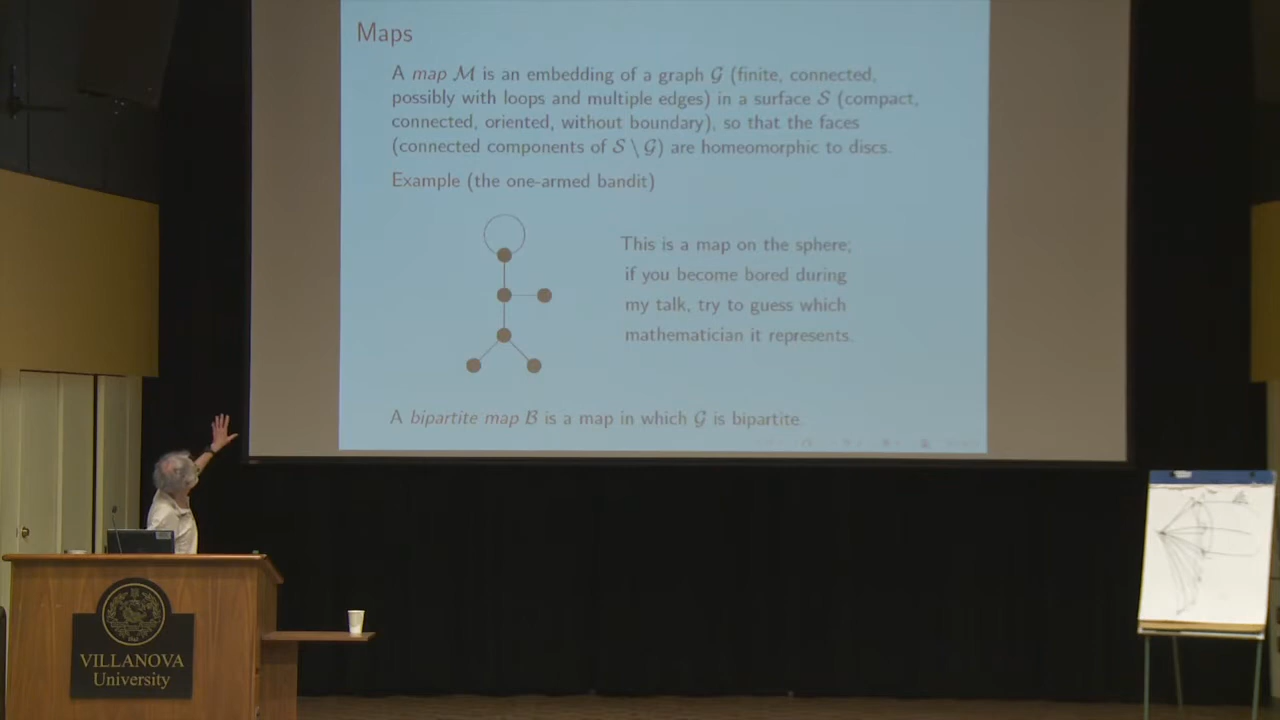 Maps
A map M is an embedding of a graph G (finite, connected,
possibly with loops and multiple edges) in a surface S (compact,
connected, oriented, without boundary), so that the faces
(connected components of S \ G) are homeomorphic to discs.
Example (the one-armed bandit)
This is a map on the sphere;
if you become bored during
my talk, try to guess which
mathematician it represents.
A bipartite map B is a map in which G is bipartite.
VILLANOVA
University